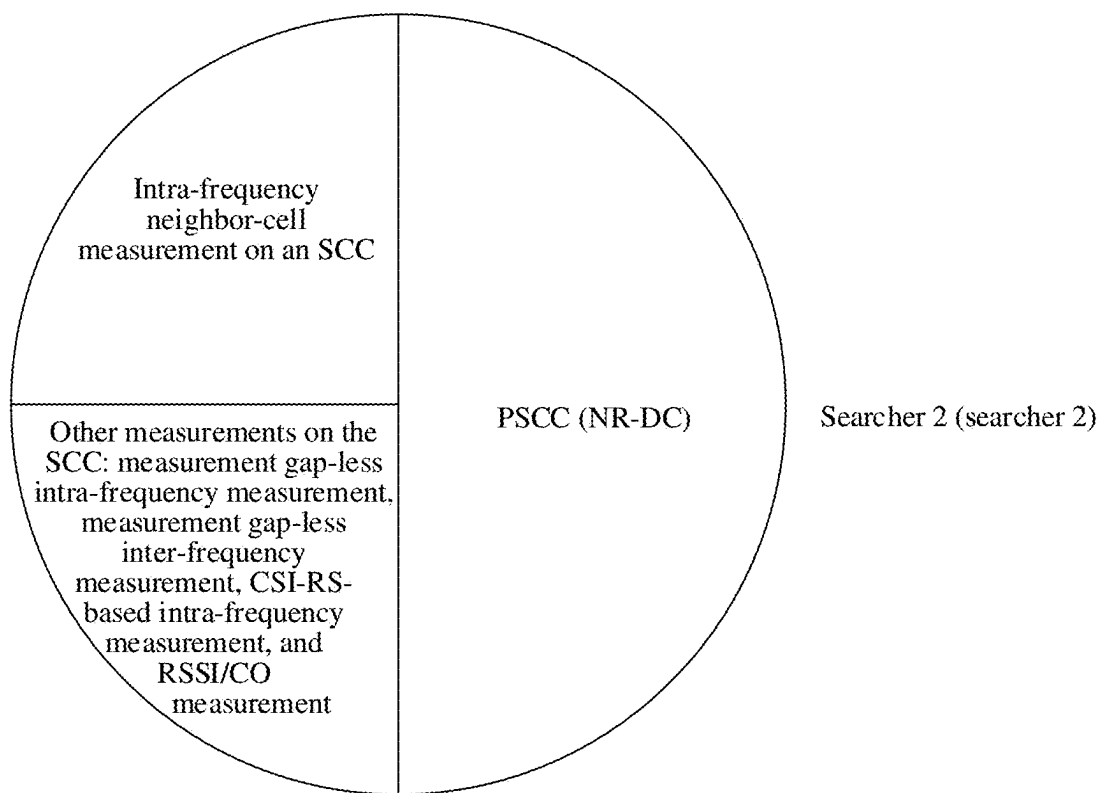 Intra-frequency
neighbor-cell
measurement on an SCC
Other measurements on the
SCC: measurement gap-less
intra-frequency measurement,
measurement gap-less
inter-frequency
measurement, CSI-RS-
based intra-frequency
measurement, and
RSSI/CO
measurement
PSCC (NR-DC)
Searcher 2 (searcher 2)